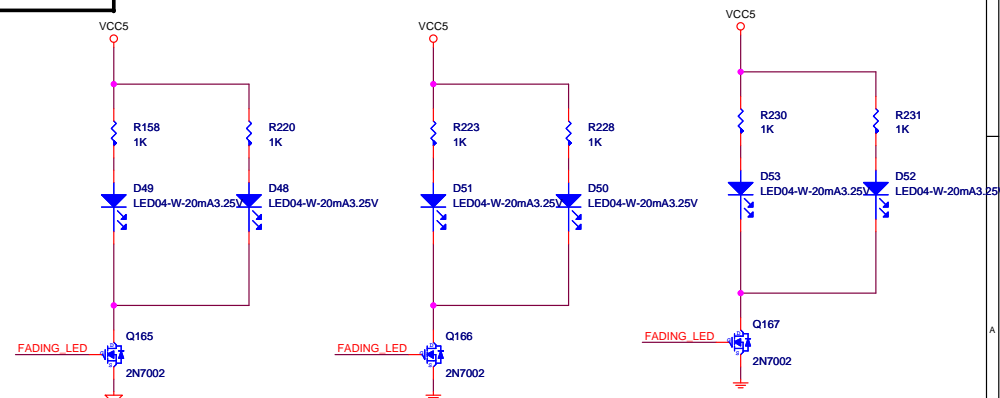 VCC5
R158
1K
R220
1K
D49
LED04-W-20mA3.25V
D48
LED04-W-20mA3.25V
Q165
FADING_LED
2N7002
VCC5
R223
1K
R228
1K
D51
LED04-W-20mA3.25V
D50
LED04-W-20mA3.25V
Q166
FADING_LED
2N7002
VCC5
R230
1K
R231
1K
D53
LED04-W-20mA3.25V
D52
LED04-W-20mA3.25V
Q167
FADING_LED
2N7002
A